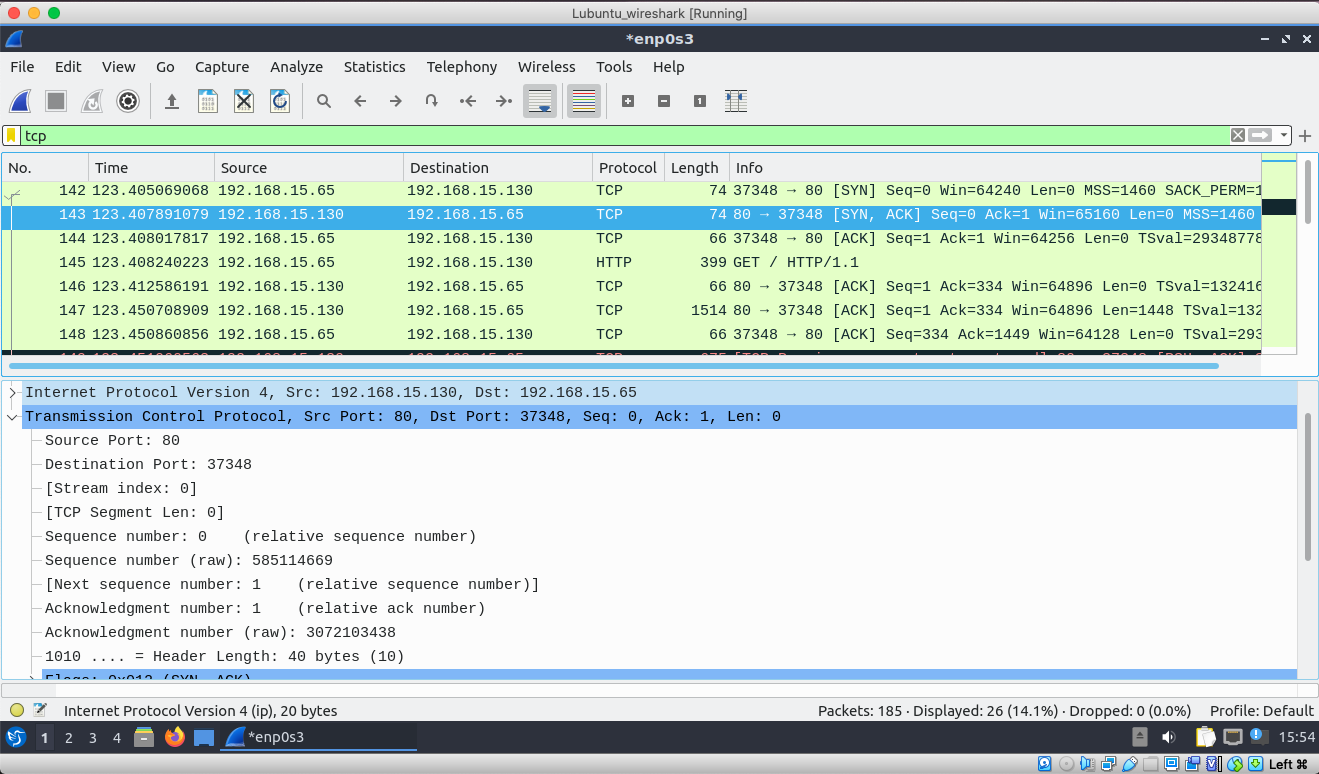 Lubuntu_wireshark [Running]
*enp0s3
File Edit View Go Capture Analyze Statistics Telephony Wireless Tools Help
tcp
No. Time Source Destination Protocol Length Info
142 123.405069068 192.168.15.65 192.168.15.130 TCP 74 37348 → 80 [SYN] Seq=0 Win=64240 Len=0 MSS=1460 SACK_PERM=1
143 123.407891079 192.168.15.130 192.168.15.65 TCP 74 80 → 37348 [SYN, ACK] Seq=0 Ack=1 Win=65160 Len=0 MSS=1460
144 123.408017817 192.168.15.65 192.168.15.130 TCP 66 37348 → 80 [ACK] Seq=1 Ack=1 Win=64256 Len=0 TSval=29348778
145 123.408240223 192.168.15.65 192.168.15.130 HTTP 399 GET / HTTP/1.1
146 123.412586191 192.168.15.130 192.168.15.65 TCP 66 80 → 37348 [ACK] Seq=1 Ack=334 Win=64896 Len=0 TSval=132416
147 123.450708909 192.168.15.130 192.168.15.65 TCP 1514 80 → 37348 [ACK] Seq=1 Ack=334 Win=64896 Len=1448 TSval=132
148 123.450860856 192.168.15.65 192.168.15.130 TCP 66 37348 → 80 [ACK] Seq=334 Ack=1449 Win=64128 Len=0 TSval=293
Internet Protocol Version 4, Src: 192.168.15.130, Dst: 192.168.15.65
Transmission Control Protocol, Src Port: 80, Dst Port: 37348, Seq: 0, Ack: 1, Len: 0
Source Port: 80
Destination Port: 37348
[Stream index: 0]
[TCP Segment Len: 0]
Sequence number: 0 (relative sequence number)
Sequence number (raw): 585114669
[Next sequence number: 1 (relative sequence number)]
Acknowledgment number: 1 (relative ack number)
Acknowledgment number (raw): 3072103438
1010 .... = Header Length: 40 bytes (10)
Flags: 0x012 (SYN, ACK)
Internet Protocol Version 4 (ip), 20 bytes Packets: 185 · Displayed: 26 (14.1%) · Dropped: 0 (0.0%) Profile: Default
1 2 3 4 *enp0s3 15:54
Left ⌘